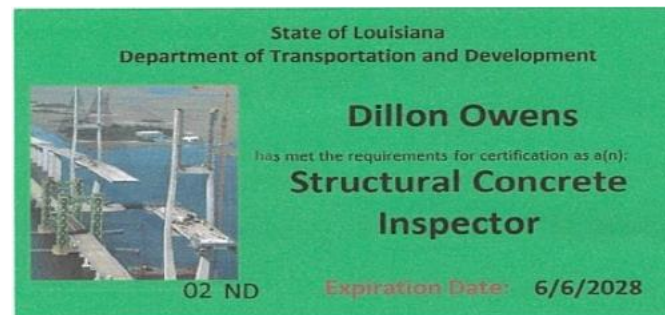 State of Louisiana
Department of Transportation and Development
Dillon Owens
has met the requirements for certification as a(n):
Structural Concrete
Inspector
02 ND
Expiration Date: 6/6/2028